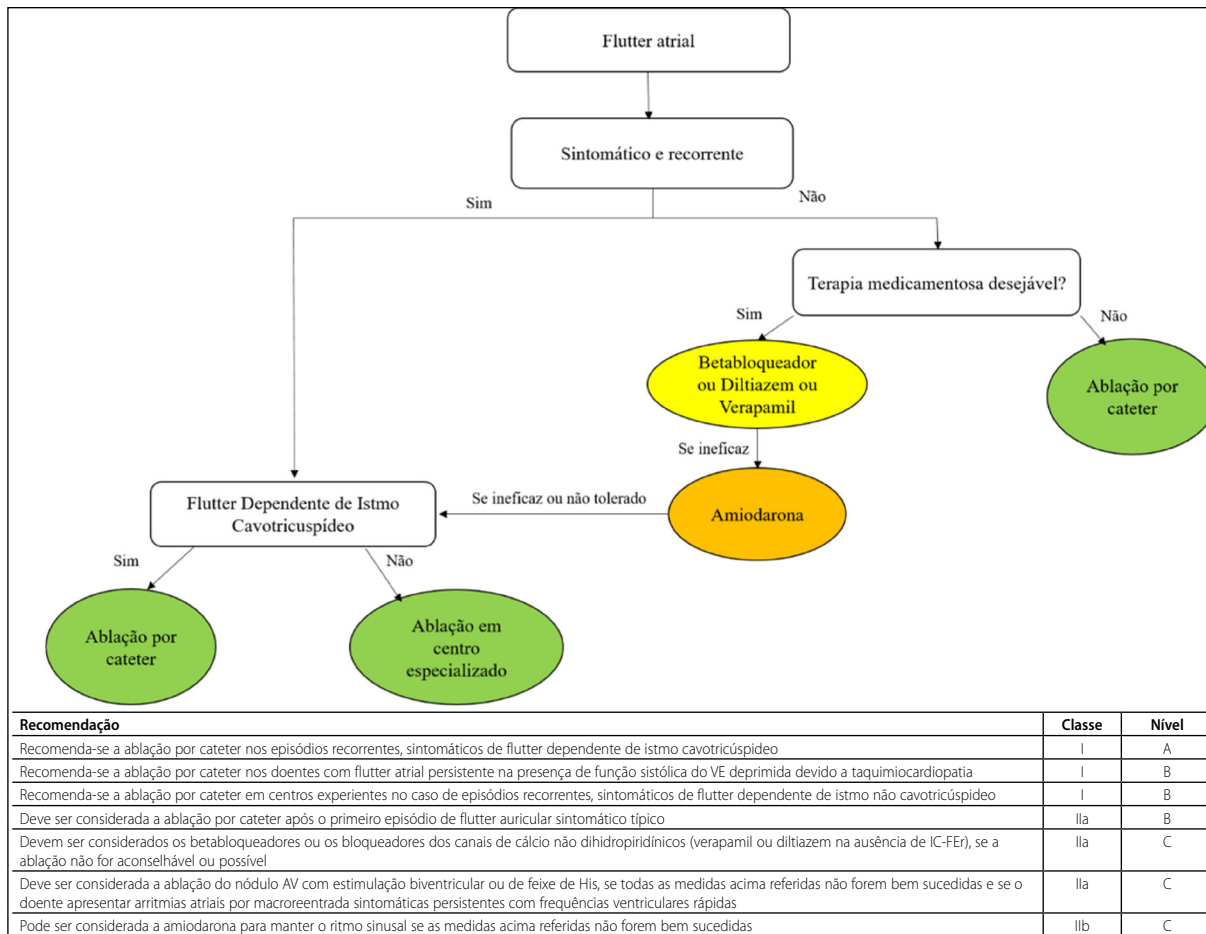 Flutter atrial
Sintomático e recorrente
Sim
Não
Terapia medicamentosa desejável?
Sim
Não
Betabloqueador
ou Diltiazem ou
Verapamil
Ablação por
cateter
Se ineficaz
Flutter Dependente de Istmo
Cavotricuspídeo
Se ineficaz ou não tolerado
Amiodarona
Sim
Não
Ablação por
cateter
Ablação em
centro
especializado
Recomendação Classe Nível
Recomenda-se a ablação por cateter nos episódios recorrentes, sintomáticos de flutter dependente de istmo cavotricúspideo I A
Recomenda-se a ablação por cateter nos doentes com flutter atrial persistente na presença de função sistólica do VE deprimida devido a taquimiocardiopatia I B
Recomenda-se a ablação por cateter em centros experientes no caso de episódios recorrentes, sintomáticos de flutter dependente de istmo não cavotricúspideo I B
Deve ser considerada a ablação por cateter após o primeiro episódio de flutter auricular sintomático típico IIa B
Devem ser considerados os betabloqueadores ou os bloqueadores dos canais de cálcio não dihidropiridínicos (verapamil ou diltiazem na ausência de IC-FEr), se a
ablação não for aconselhável ou possível IIa C
Deve ser considerada a ablação do nódulo AV com estimulação biventricular ou de feixe de His, se todas as medidas acima referidas não forem bem sucedidas e se o
doente apresentar arritmias atriais por macroreentrada sintomáticas persistentes com frequências ventriculares rápidas IIa C
Pode ser considerada a amiodarona para manter o ritmo sinusal se as medidas acima referidas não forem bem sucedidas IIb C